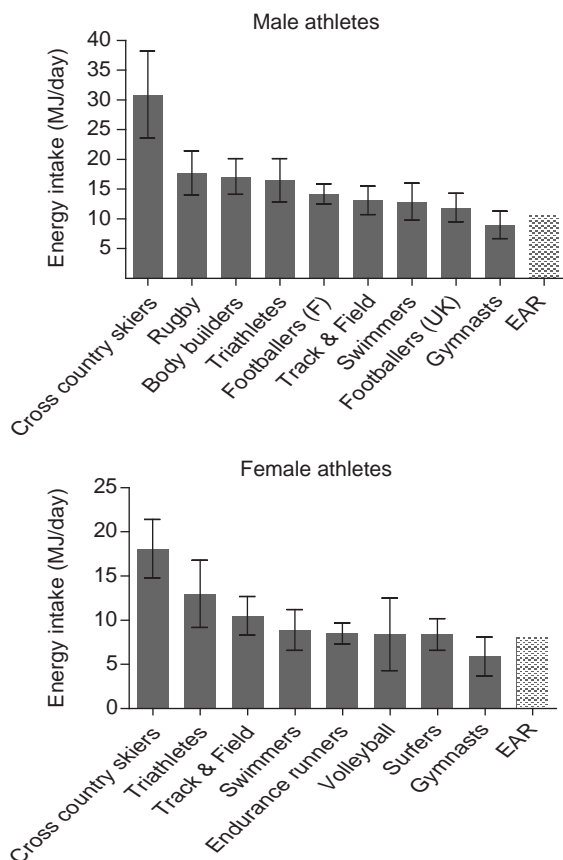 Male athletes
Energy intake (MJ/day)
40
35
30
25
20
15
10
5
Cross country skiers
Rugby
Body builders
Triathletes
Footballers (F)
Track & Field
Swimmers
Footballers (UK)
Gymnasts
EAR
Female athletes
Energy intake (MJ/day)
25
20
15
10
5
0
Cross country skiers
Triathletes
Track & Field
Swimmers
Endurance runners
Volleyball
Surfers
Gymnasts
EAR